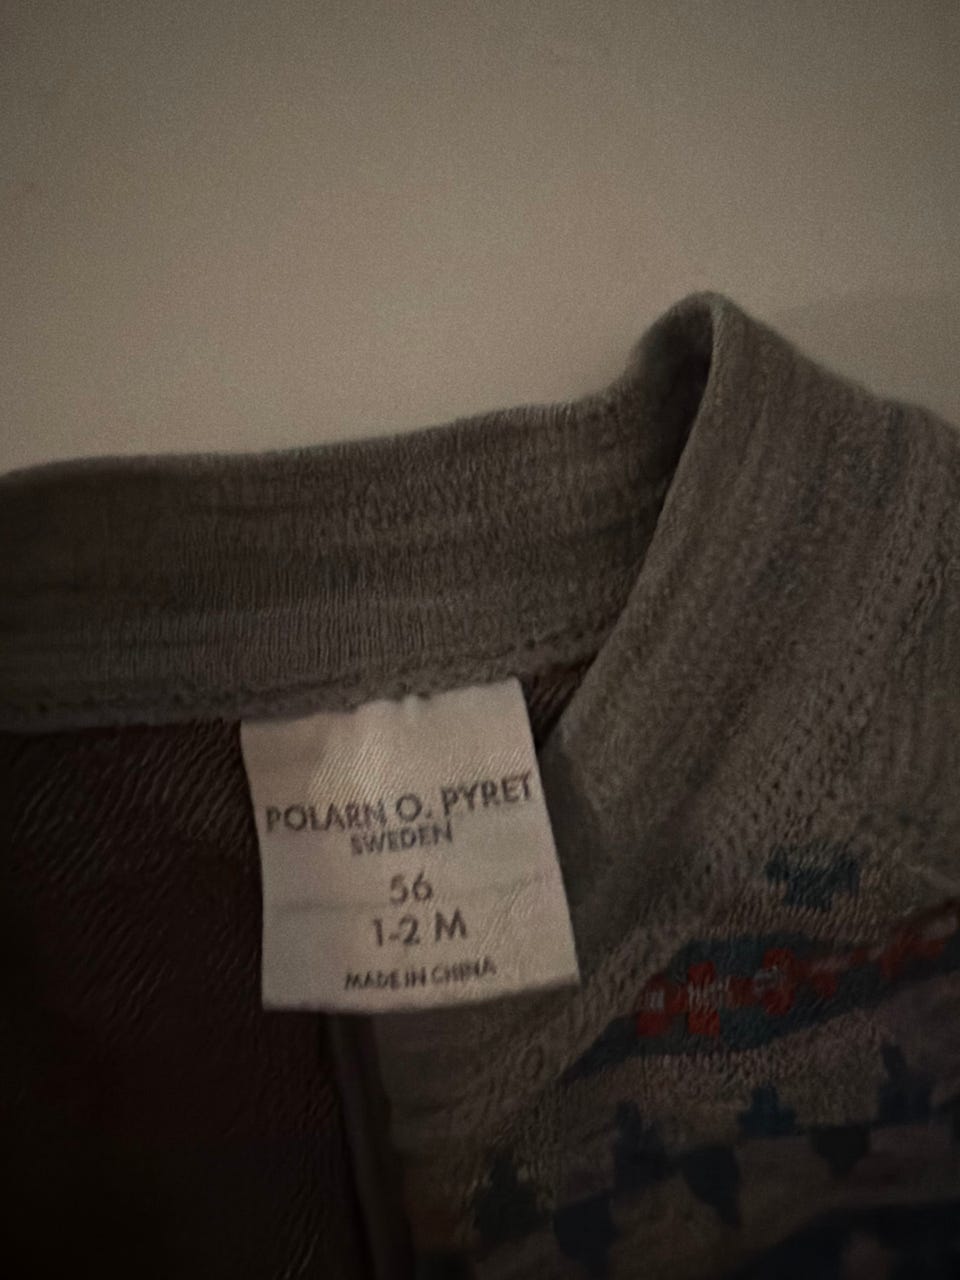 POLARN O. PYRET
SWEDEN
56
1-2 M
MADE IN CHINA